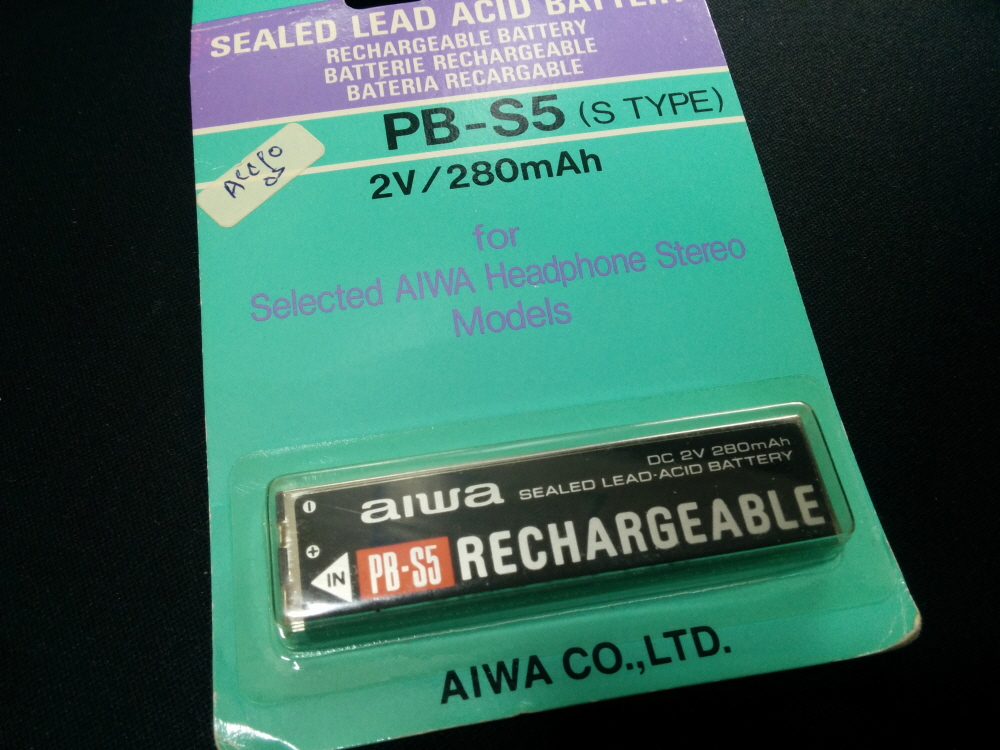 SEALED LEAD ACID BATTERY
RECHARGEABLE BATTERY
BATTERIE RECHARGEABLE
BATERIA RECARGABLE
PB-S5 (S TYPE)
2V/280mAh
for
Selected AIWA Headphone Stereo
Models
DC 2V 280mAh
aiwa SEALED LEAD-ACID BATTERY
PB-S5 RECHARGEABLE
+
IN
AIWA CO.,LTD.